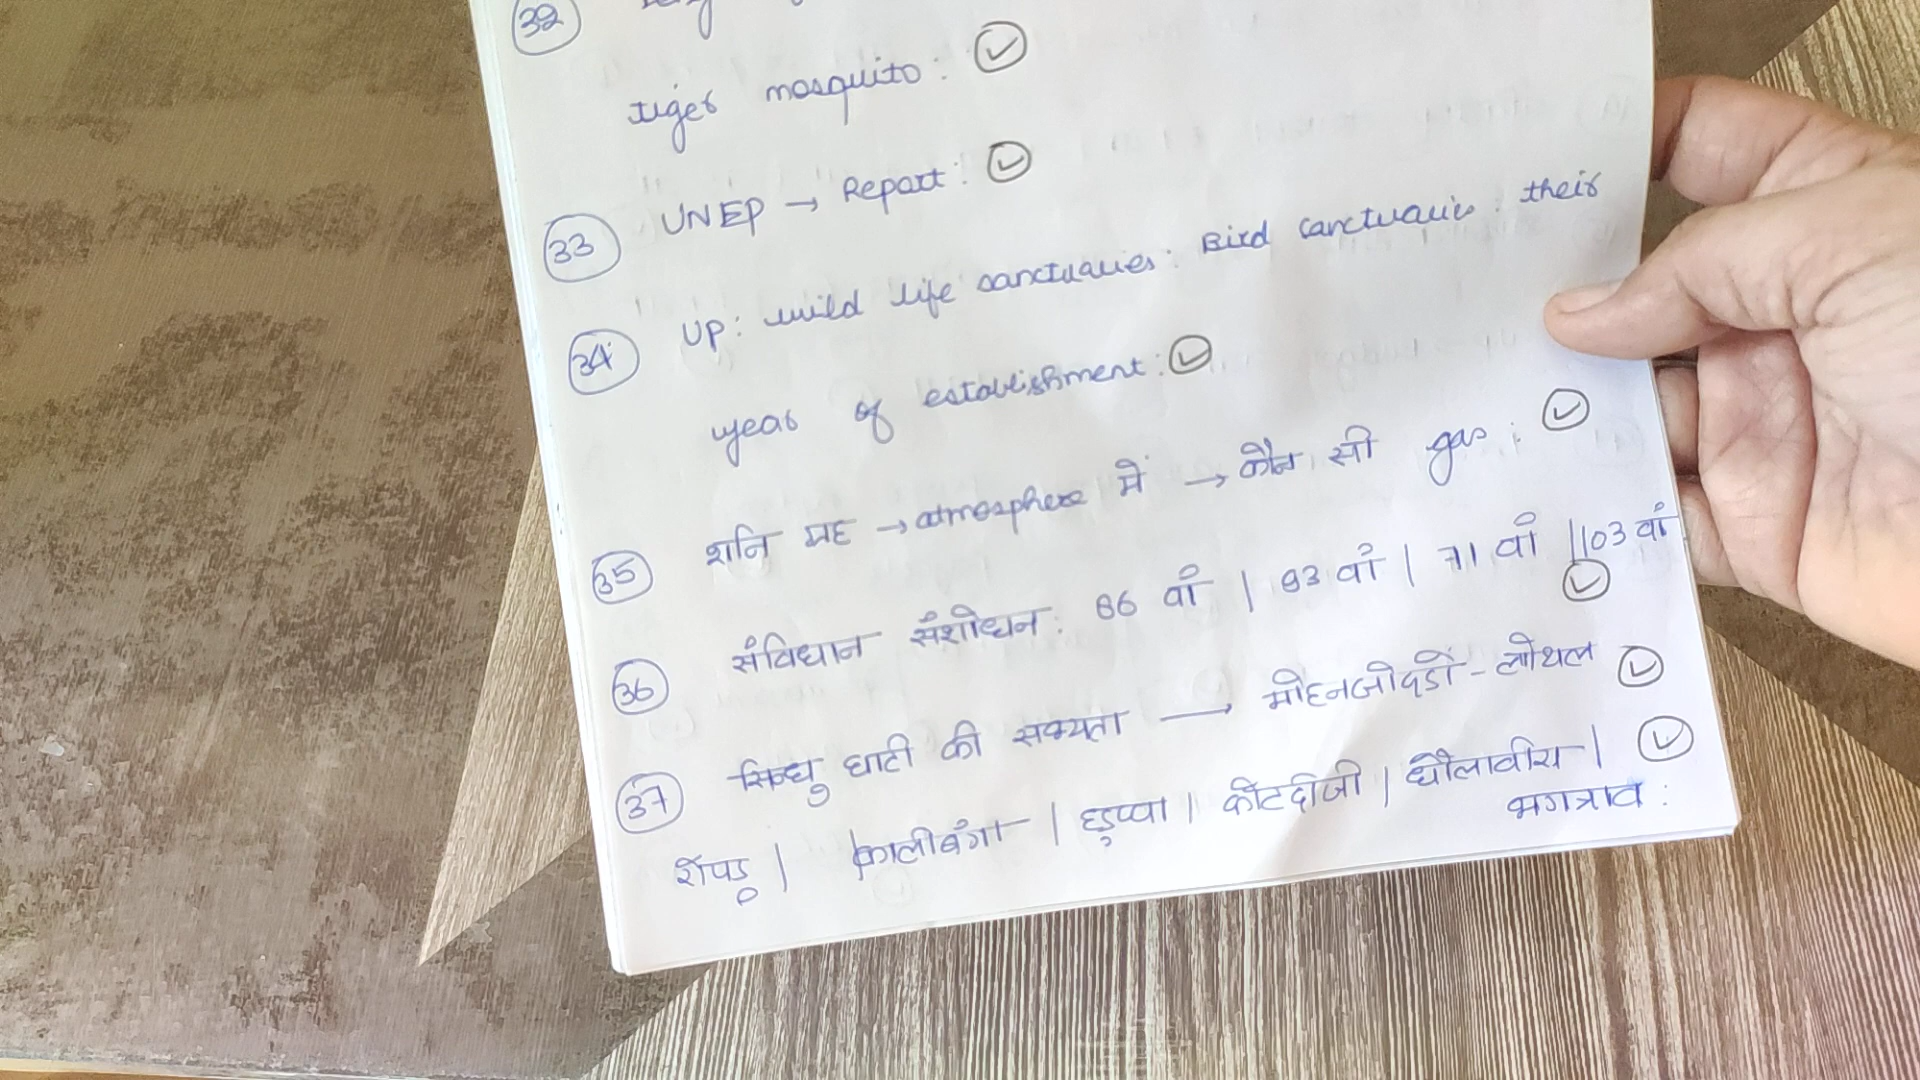 32
tiger mosquito:
33 UNEP → Report:
34 UP: wild life sanctuaries: Bird sanctuaries: their
year of establishment:
35 शनि ग्रह → atmosphere में → कौन सी gas:
36 संविधान संशोधन: 86 वां | 93 वां | 71 वां | 103 वां
37 सिन्धु घाटी की सभ्यता → मोहनजोदड़ों - लोथल
रोपड़ | कालीबंगा | हड़प्पा | कोटदीजी | धौलावीरा |
भगत्राव: